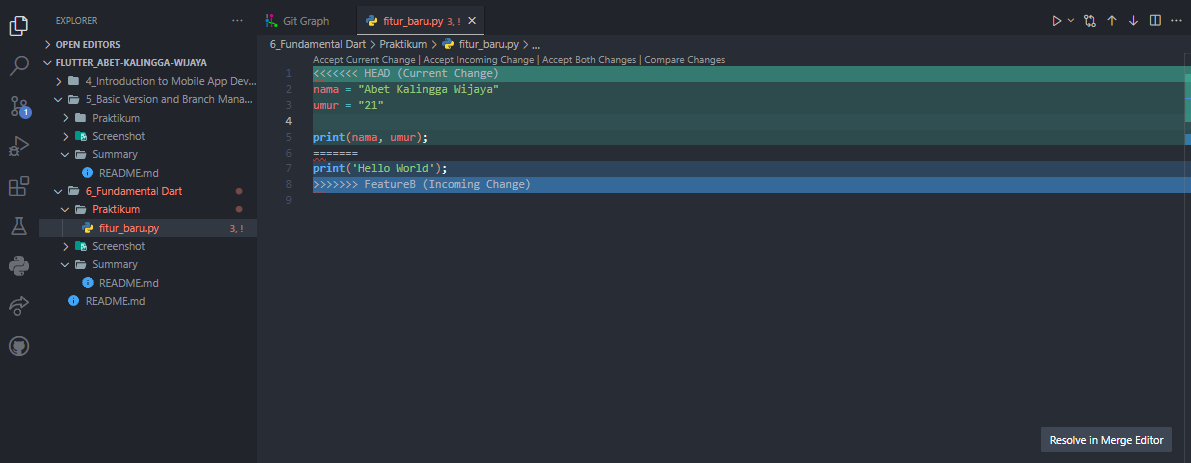 EXPLORER ...
OPEN EDITORS
FLUTTER_ABET-KALINGGA-WIJAYA
4_Introduction to Mobile App Dev...
5_Basic Version and Branch Mana...
Praktikum
Screenshot
Summary
README.md
6_Fundamental Dart
Praktikum
fitur_baru.py 3, !
Screenshot
Summary
README.md
README.md
1
Git Graph
fitur_baru.py 3, !
6_Fundamental Dart > Praktikum > fitur_baru.py > ...
Accept Current Change | Accept Incoming Change | Accept Both Changes | Compare Changes
1 <<<<<<< HEAD (Current Change)
2 nama = "Abet Kalingga Wijaya"
3 umur = "21"
4
5 print(nama, umur);
6 =======
7 print('Hello World');
8 >>>>>>> FeatureB (Incoming Change)
9
Resolve in Merge Editor